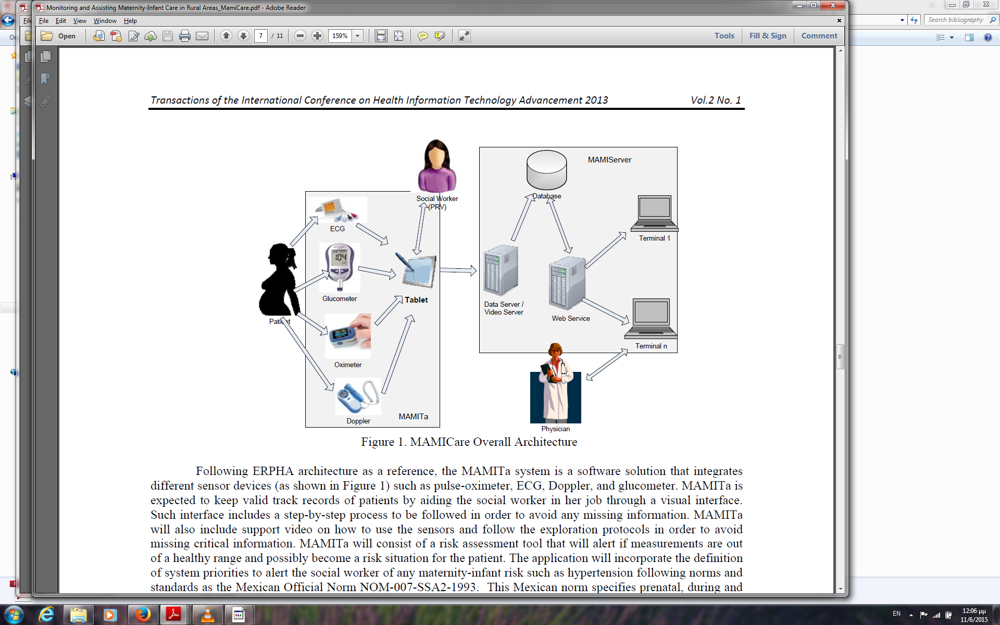 Monitoring and Assisting Maternity-Infant Care in Rural Areas_MamiCare.pdf - Adobe Reader
File Edit View Window Help
Search bibliography
Open
7 / 11
159%
Tools Fill & Sign Comment
Transactions of the International Conference on Health Information Technology Advancement 2013 Vol.2 No. 1
MAMIServer
Database
Social Worker
(PRV)
ECG
Terminal 1
104
Glucometer
Tablet
Data Server /
Video Server
Web Service
Patient
Terminal n
Oximeter
MAMITa
Doppler
Physician
Figure 1. MAMICare Overall Architecture
Following ERPHA architecture as a reference, the MAMITa system is a software solution that integrates
different sensor devices (as shown in Figure 1) such as pulse-oximeter, ECG, Doppler, and glucometer. MAMITa is
expected to keep valid track records of patients by aiding the social worker in her job through a visual interface.
Such interface includes a step-by-step process to be followed in order to avoid any missing information. MAMITa
will also include support video on how to use the sensors and follow the exploration protocols in order to avoid
missing critical information. MAMITa will consist of a risk assessment tool that will alert if measurements are out
of a healthy range and possibly become a risk situation for the patient. The application will incorporate the definition
of system priorities to alert the social worker of any maternity-infant risk such as hypertension following norms and
standards as the Mexican Official Norm NOM-007-SSA2-1993. This Mexican norm specifies prenatal, during and
EN
12:06 μμ
11/6/2015